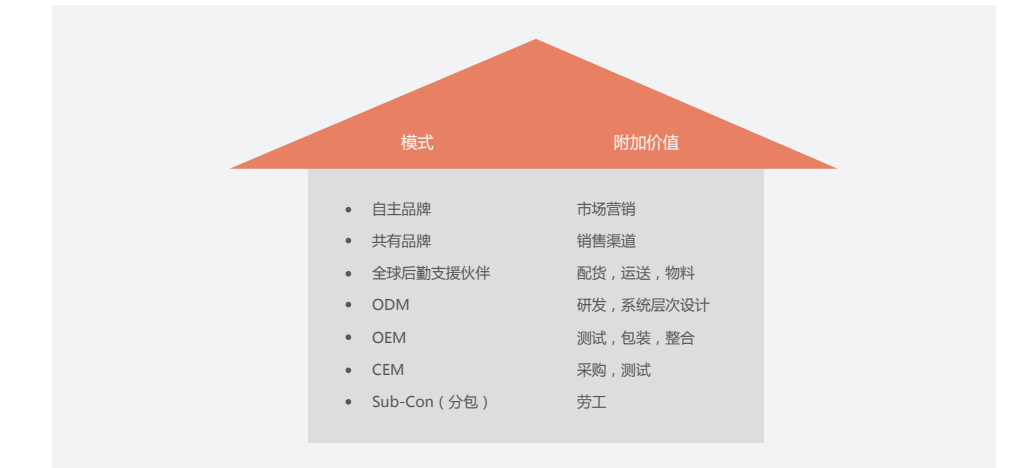 模式 附加价值
• 自主品牌 市场营销
• 共有品牌 销售渠道
• 全球后勤支援伙伴 配货，运送，物料
• ODM 研发，系统层次设计
• OEM 测试，包装，整合
• CEM 采购，测试
• Sub-Con（分包） 劳工